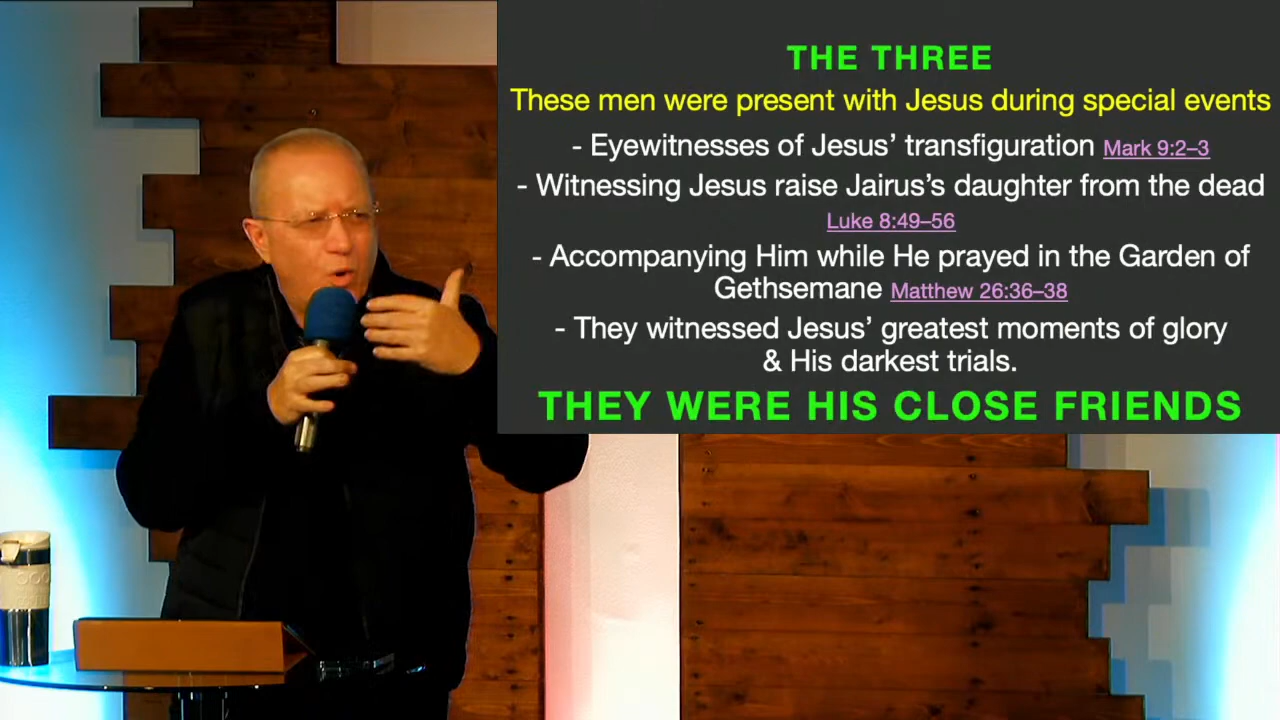 THE THREE
These men were present with Jesus during special events
- Eyewitnesses of Jesus’ transfiguration Mark 9:2–3
- Witnessing Jesus raise Jairus’s daughter from the dead
Luke 8:49–56
- Accompanying Him while He prayed in the Garden of
Gethsemane Matthew 26:36–38
- They witnessed Jesus’ greatest moments of glory
& His darkest trials.
THEY WERE HIS CLOSE FRIENDS